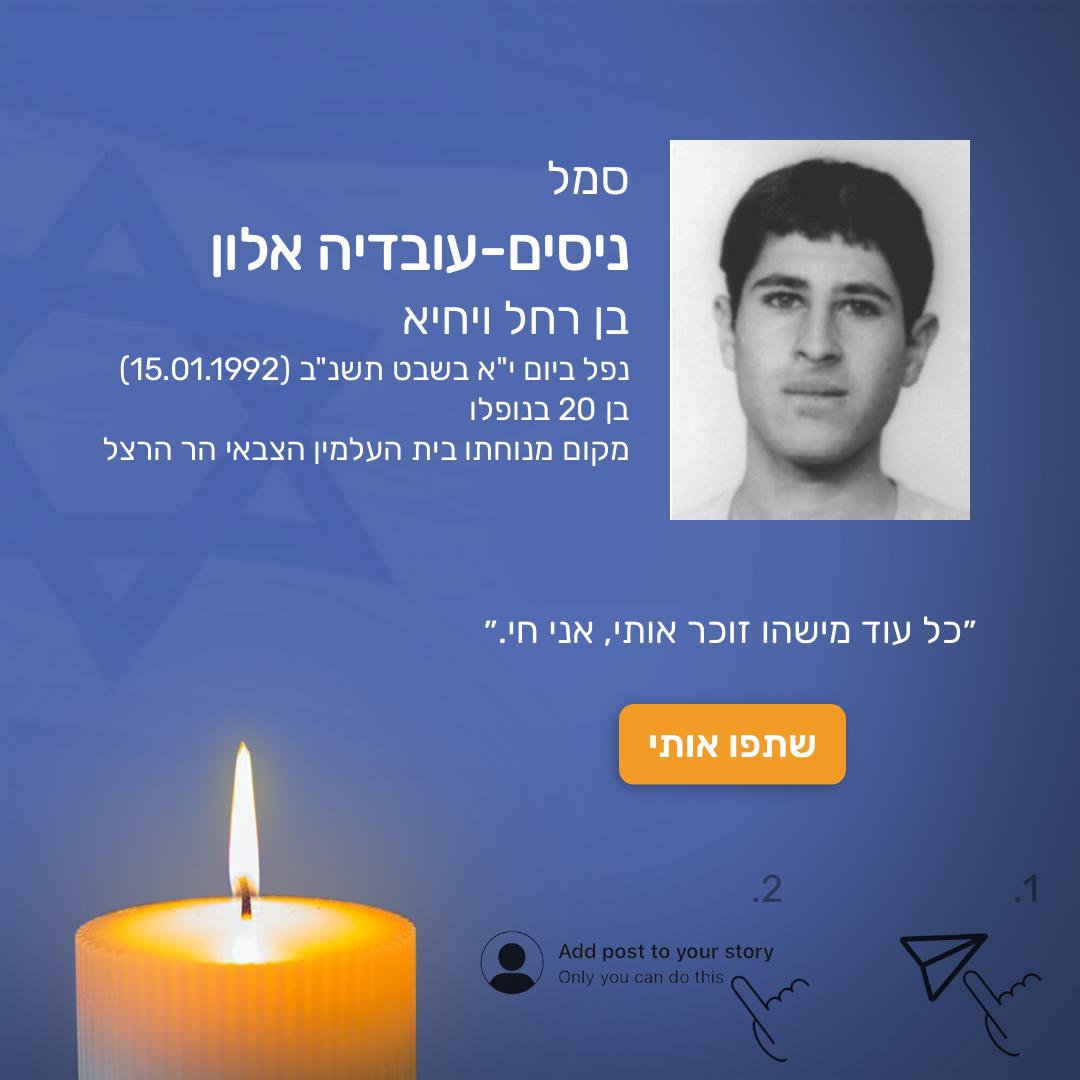 סמל
ניסים-עובדיה אלון
בן רחל ויחיא
נפל ביום י"א בשבט תשנ"ב (15.01.1992)
בן 20 בנופלו
מקום מנוחתו בית העלמין הצבאי הר הרצל
״כל עוד מישהו זוכר אותי, אני חי.״
שתפו אותי
1.
2.
Add post to your story
Only you can do this